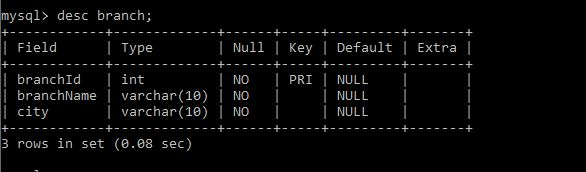 mysql> desc branch;
+------------+-------------+------+-----+---------+-------+
| Field      | Type        | Null | Key | Default | Extra |
+------------+-------------+------+-----+---------+-------+
| branchId   | int         | NO   | PRI | NULL    |       |
| branchName | varchar(10) | NO   |     | NULL    |       |
| city       | varchar(10) | NO   |     | NULL    |       |
+------------+-------------+------+-----+---------+-------+
3 rows in set (0.08 sec)